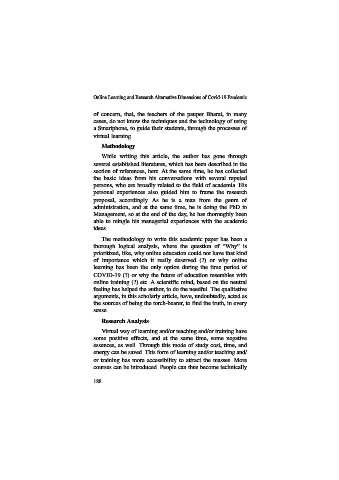 Online Learning and Research Alternative Dimensions of Covid-19 Pandemic
of concern, that, the teachers of the pauper Bharat, in many
cases, do not know the techniques and the technology of using
a Smartphone, to guide their students, through the processes of
virtual learning.
Methodology
While writing this article, the author has gone through
several established literatures, which has been described in the
section of references, here. At the same time, he has collected
the basic ideas from his conversations with several reputed
persons, who are broadly related to the field of academia. His
personal experiences also guided him to frame the research
proposal, accordingly. As he is a man from the genre of
administration, and at the same time, he is doing the PhD in
Management, so at the end of the day, he has thoroughly been
able to mingle his managerial experiences with the academic
ideas.
The methodology to write this academic paper has been a
thorough logical analysis, where the question of "Why" is
prioritized, like, why online education could not have that kind
of importance which it really deserved (?) or why online
learning has been the only option during the time period of
COVID-19 (?) or why the future of education resembles with
online training (?) etc. A scientific mind, based on the neutral
feeling has helped the author, to do the needful. The qualitative
arguments, in this scholarly article, have, undoubtedly, acted as
the sources of being the torch-bearer, to find the truth, in every
sense.
Research Analysis
Virtual way of learning and/or teaching and/or training have
some positive effects, and at the same time, some negative
essences, as well. Through this mode of study cost, time, and
energy can be saved. This form of learning and/or teaching and/
or training has more accessibility to attract the masses. More
courses can be introduced. People can thus become technically
188